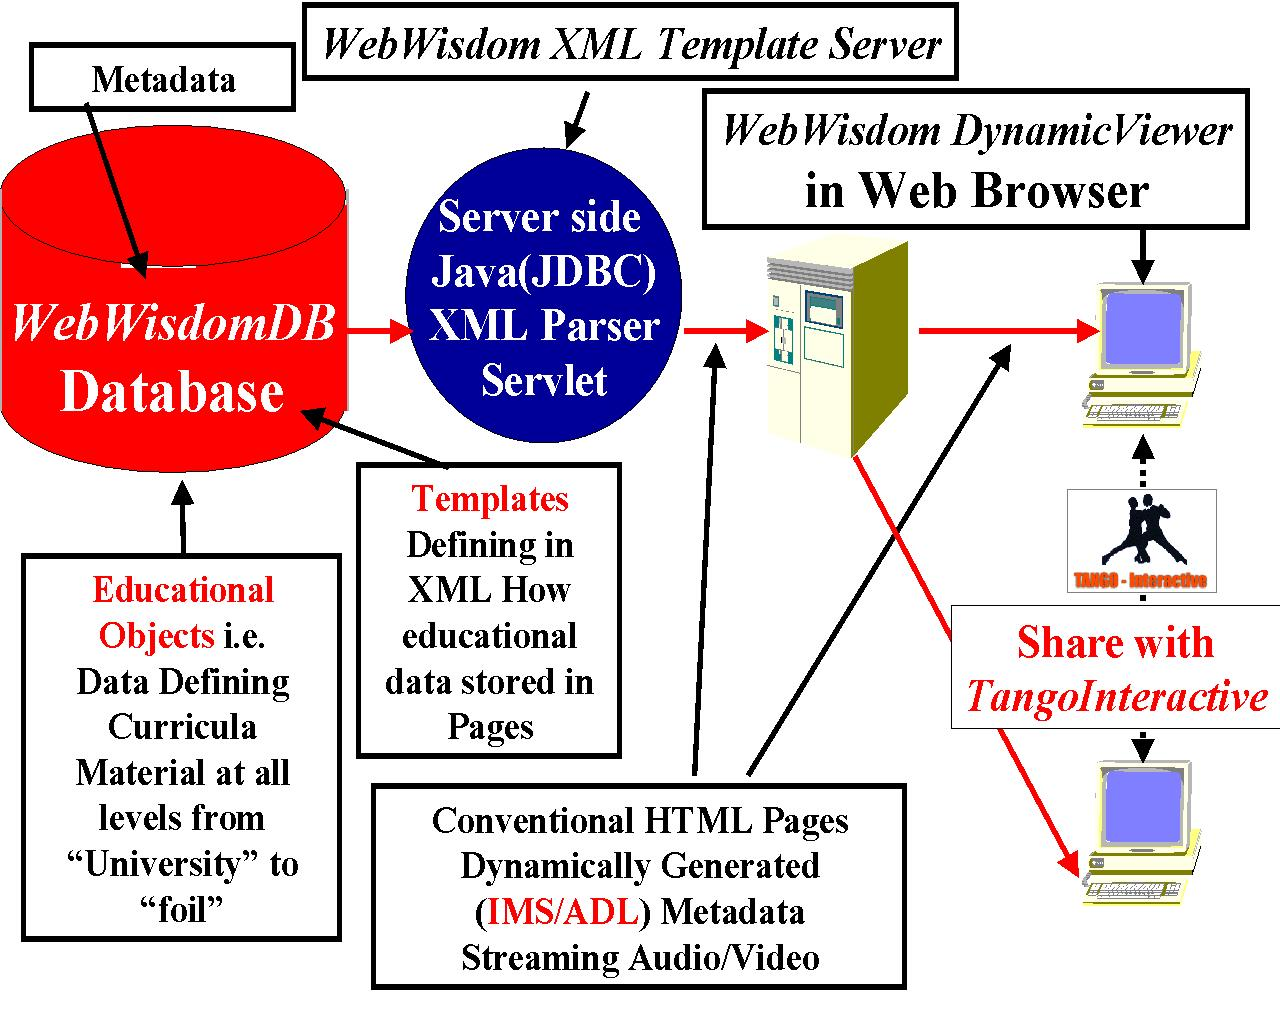 WebWisdom XML Template Server
Metadata
WebWisdom DynamicViewer
in Web Browser
WebWisdomDB
Database
Server side
Java(JDBC)
XML Parser
Servlet
Templates
Defining in
XML How
educational
data stored in
Pages
Educational
Objects i.e.
Data Defining
Curricula
Material at all
levels from
“University” to
“foil”
TANGO - Interactive
Share with
TangoInteractive
Conventional HTML Pages
Dynamically Generated
(IMS/ADL) Metadata
Streaming Audio/Video